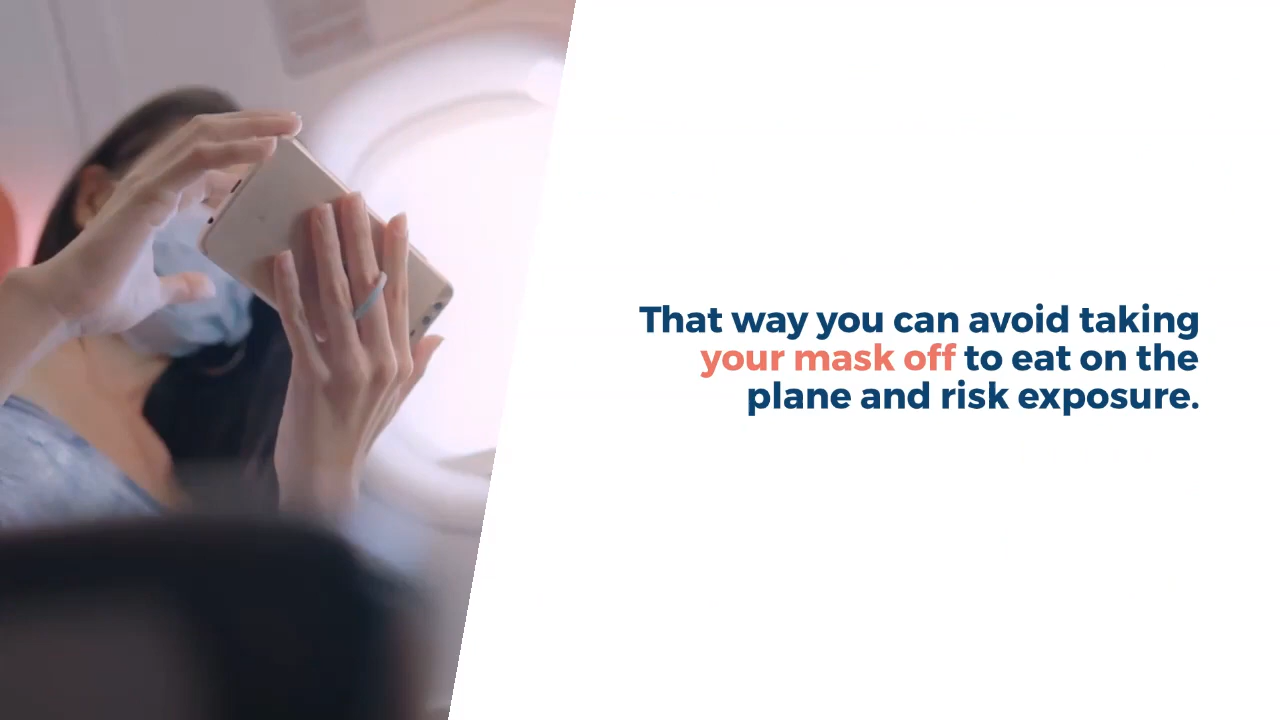 That way you can avoid taking
your mask off to eat on the
plane and risk exposure.